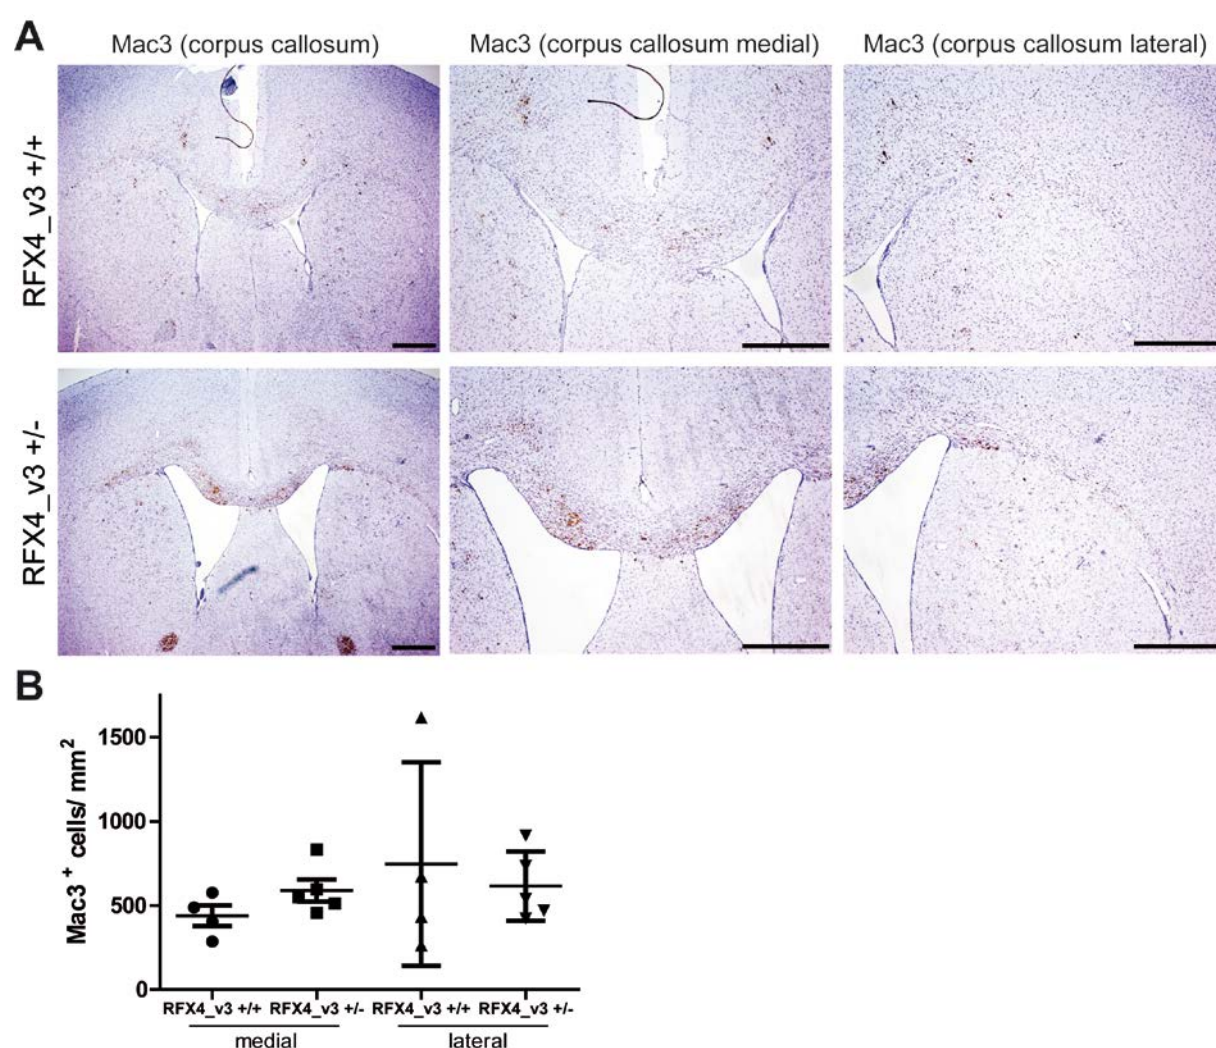 A
Mac3 (corpus callosum)
Mac3 (corpus callosum medial)
Mac3 (corpus callosum lateral)
RFX4_v3 +/+
RFX4_v3 +/-
B
Mac3 + cells/ mm2
1500
1000
500
0
RFX4_v3 +/+ RFX4_v3 +/- RFX4_v3 +/+ RFX4_v3 +/-
medial lateral